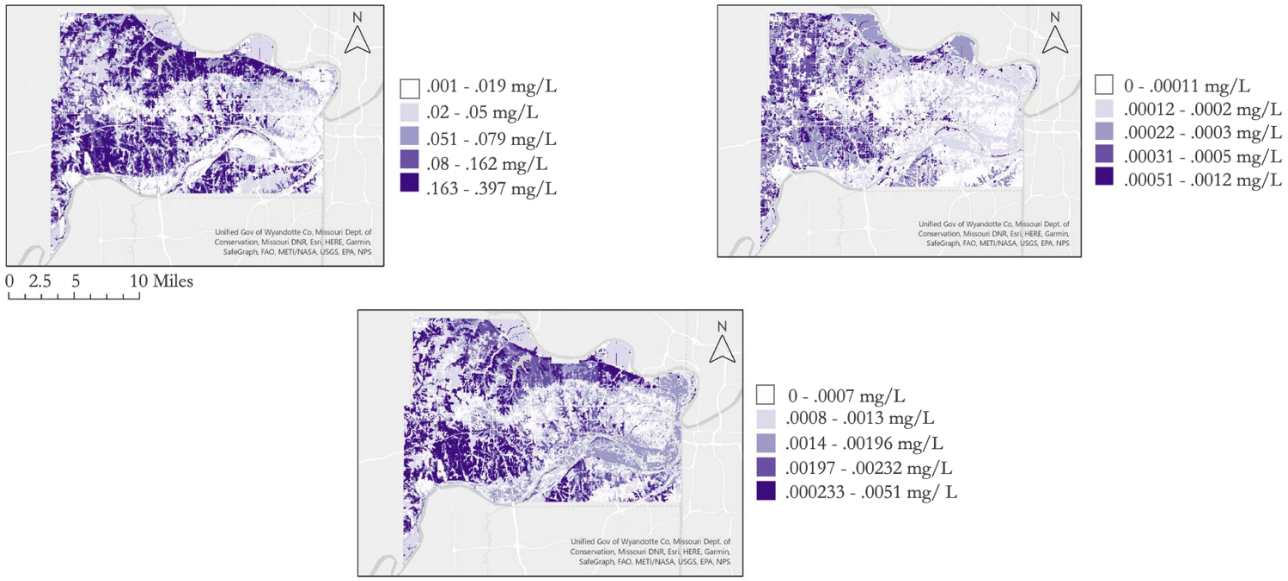 N
.001 - .019 mg/L
.02 - .05 mg/L
.051 - .079 mg/L
.08 - .162 mg/L
.163 - .397 mg/L
Unified Gov of Wyandotte Co, Missouri Dept. of
Conservation, Missouri DNR, Esri, HERE, Garmin,
SafeGraph, FAO, METI/NASA, USGS, EPA, NPS
0 2.5 5 10 Miles
N
0 - .00011 mg/L
.00012 - .0002 mg/L
.00022 - .0003 mg/L
.00031 - .0005 mg/L
.00051 - .0012 mg/L
Unified Gov of Wyandotte Co, Missouri Dept. of
Conservation, Missouri DNR, Esri, HERE, Garmin,
SafeGraph, FAO, METI/NASA, USGS, EPA, NPS
N
0 - .0007 mg/L
.0008 - .0013 mg/L
.0014 - .00196 mg/L
.00197 - .00232 mg/L
.000233 - .0051 mg/ L
Unified Gov of Wyandotte Co, Missouri Dept. of
Conservation, Missouri DNR, Esri, HERE, Garmin,
SafeGraph, FAO, METI/NASA, USGS, EPA, NPS